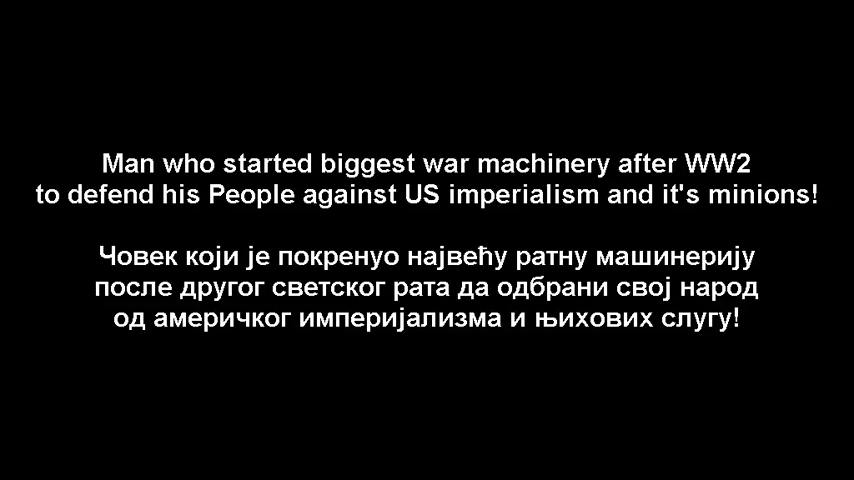 Man who started biggest war machinery after WW2
to defend his People against US imperialism and it's minions!
Човек који је покренуо највећу ратну машинерију
после другог светског рата да одбрани свој народ
од америчког империјализма и њихових слугу!